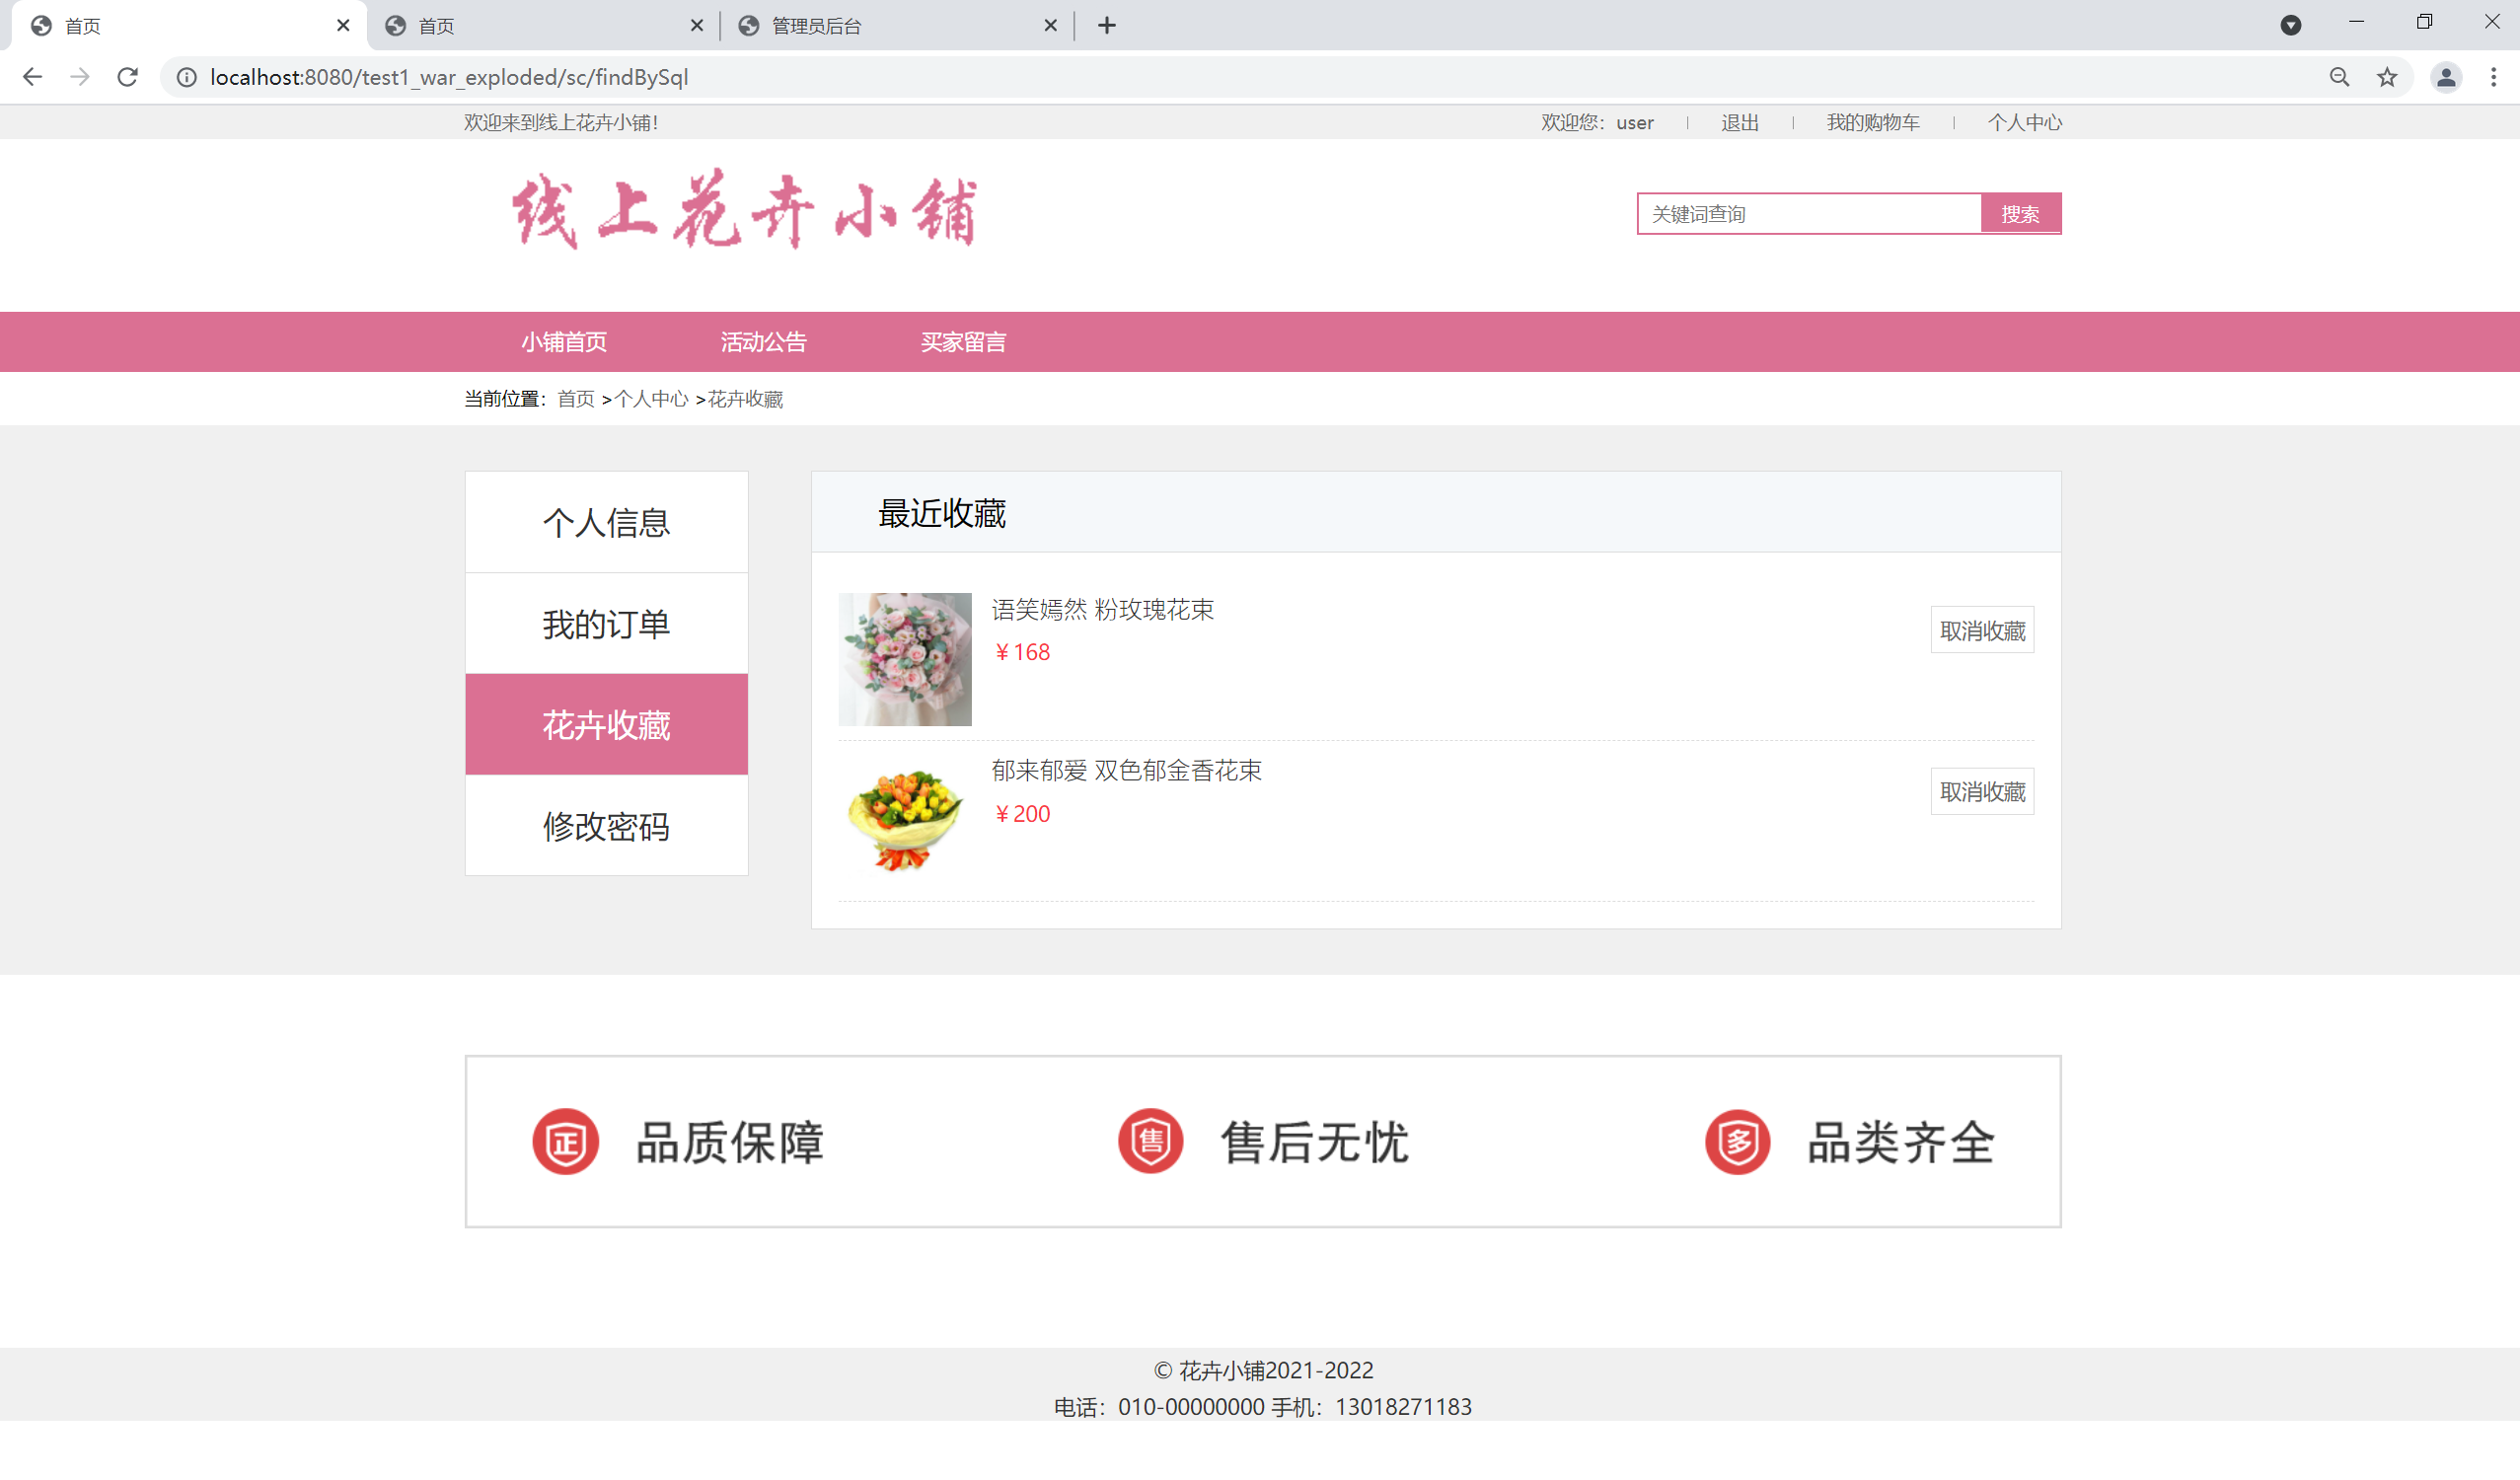 首页
首页
管理员后台
localhost:8080/test1_war_exploded/sc/findBySql
欢迎来到线上花卉小铺!
欢迎您：user
退出
我的购物车
个人中心
线上花卉小铺
关键词查询
搜索
小铺首页
活动公告
买家留言
当前位置：首页 >个人中心 >花卉收藏
个人信息
我的订单
花卉收藏
修改密码
最近收藏
语笑嫣然 粉玫瑰花束
￥168
取消收藏
郁来郁爱 双色郁金香花束
￥200
取消收藏
正 品质保障
售 售后无忧
多 品类齐全
© 花卉小铺2021-2022
电话：010-00000000 手机：13018271183